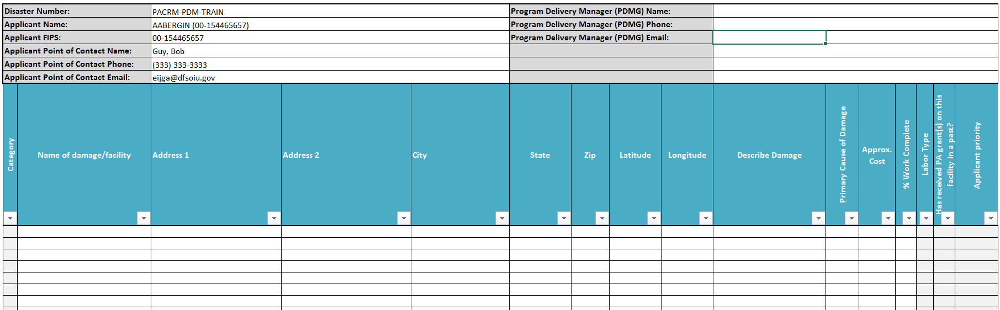 Disaster Number: PACRM-PDM-TRAIN Program Delivery Manager (PDMG) Name:
Applicant Name: AABERGIN (00-154465657) Program Delivery Manager (PDMG) Phone:
Applicant FIPS: 00-154465657 Program Delivery Manager (PDMG) Email:
Applicant Point of Contact Name: Guy, Bob
Applicant Point of Contact Phone: (333) 333-3333
Applicant Point of Contact Email: eijga@dfsoiu.gov
Category
Name of damage/facility
Address 1
Address 2
City
State
Zip
Latitude
Longitude
Describe Damage
Primary Cause of Damage
Approx.
Cost
% Work Complete
Labor Type
Has received PA grant(s) on this
facility in a past?
Applicant priority